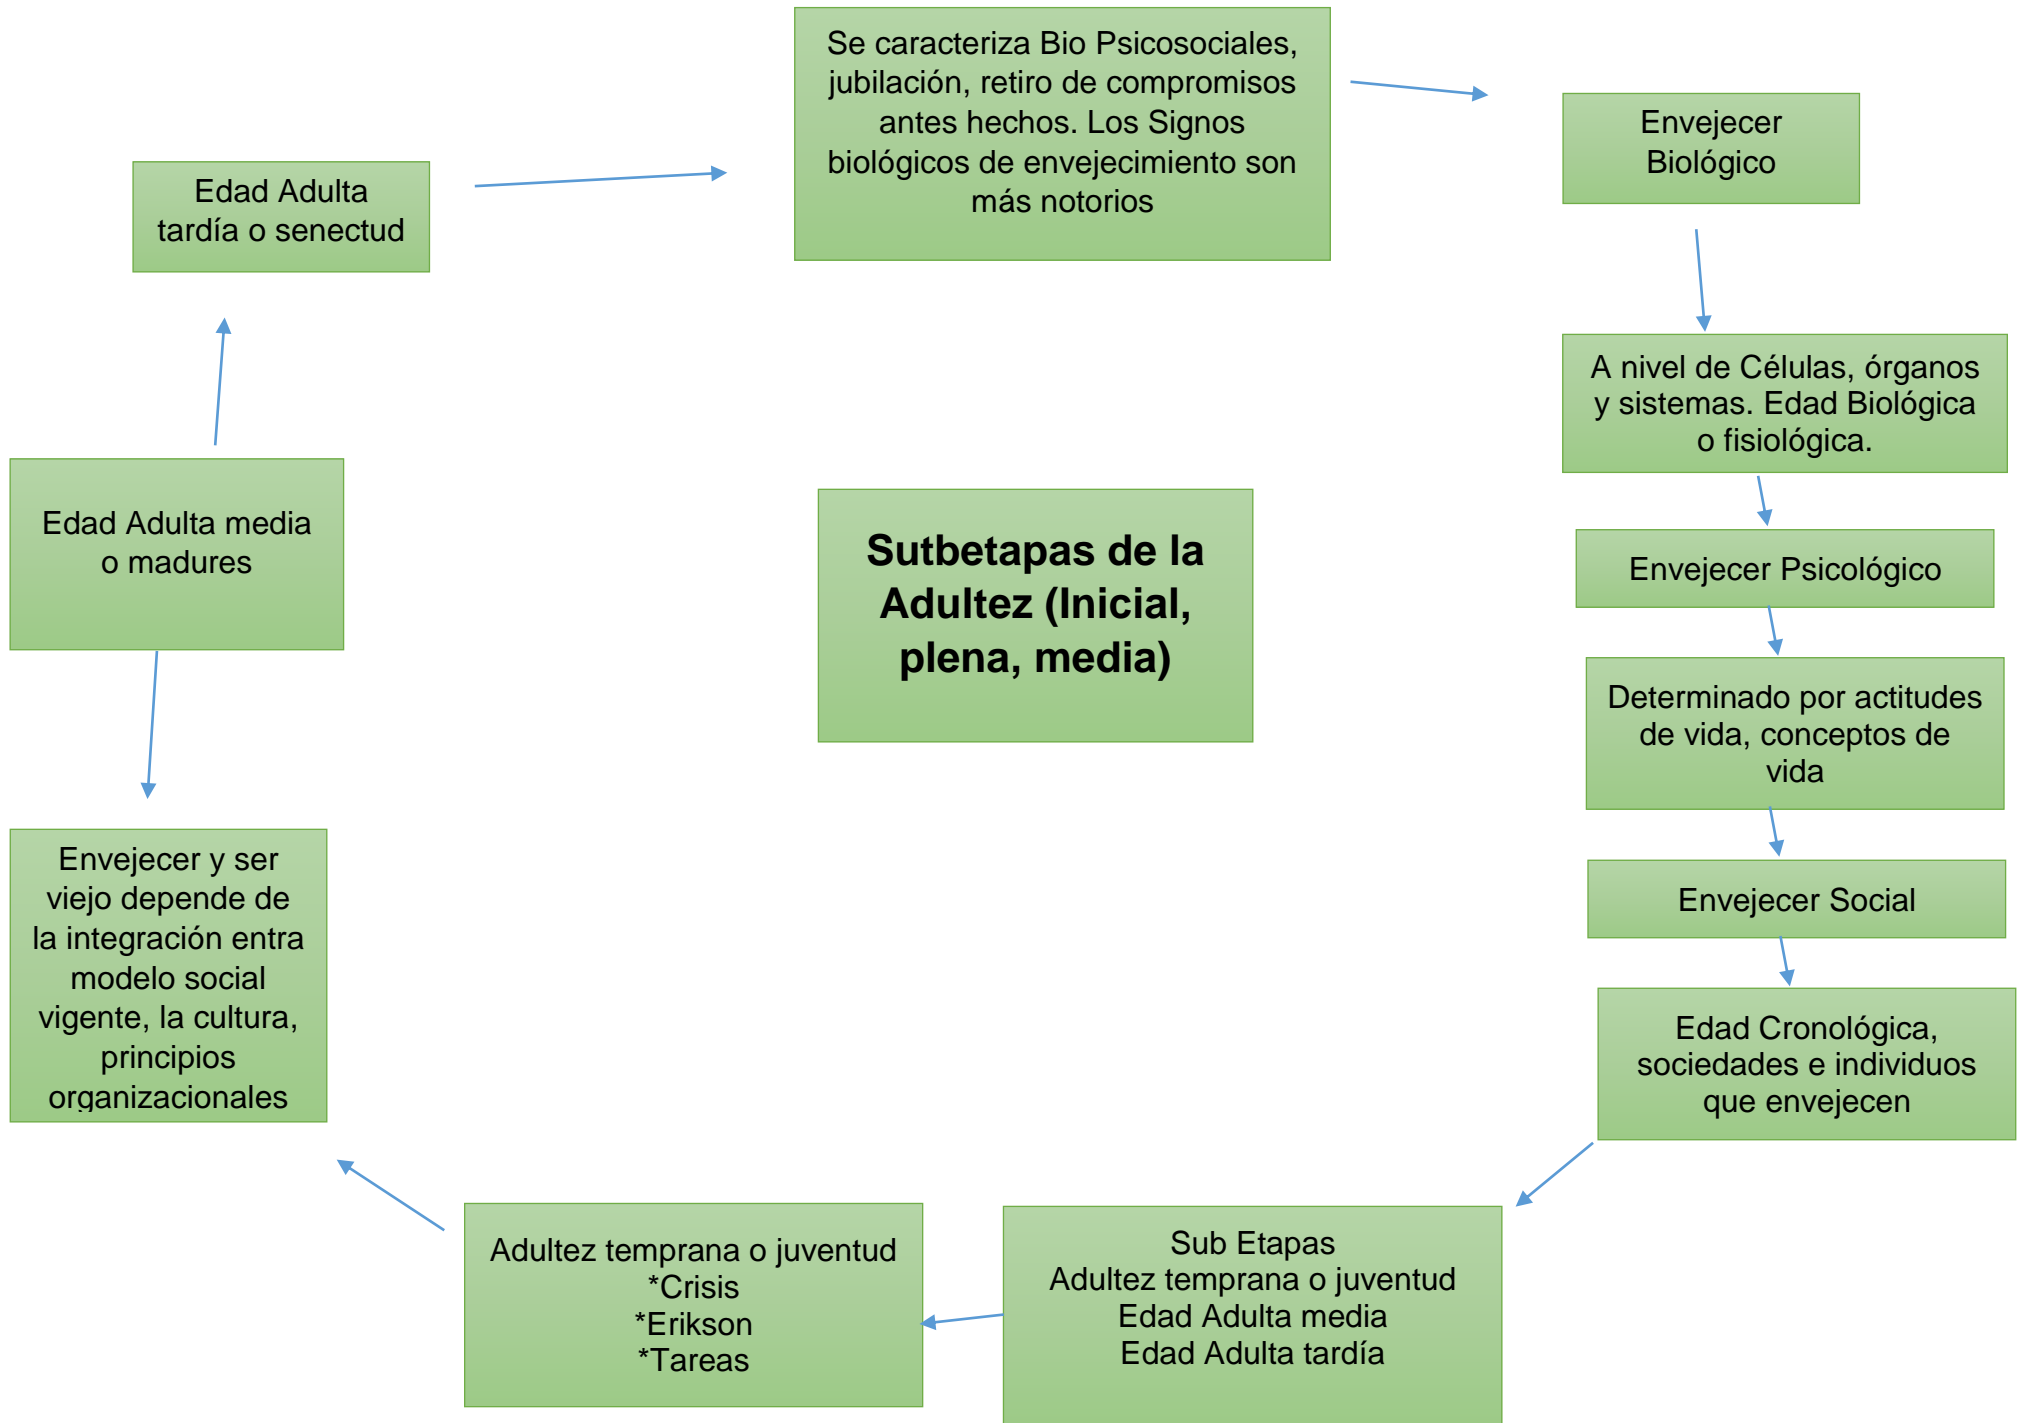 Se caracteriza Bio Psicosociales,
jubilación, retiro de compromisos
antes hechos. Los Signos
biológicos de envejecimiento son
más notorios
Envejecer
Biológico
Edad Adulta
tardía o senectud
A nivel de Células, órganos
y sistemas. Edad Biológica
o fisiológica.
Edad Adulta media
o madures
Sutbetapas de la
Adultez (Inicial,
plena, media)
Envejecer Psicológico
Determinado por actitudes
de vida, conceptos de
vida
Envejecer y ser
viejo depende de
la integración entra
modelo social
vigente, la cultura,
principios
organizacionales
Envejecer Social
Edad Cronológica,
sociedades e individuos
que envejecen
Adultez temprana o juventud
*Crisis
*Erikson
*Tareas
Sub Etapas
Adultez temprana o juventud
Edad Adulta media
Edad Adulta tardía